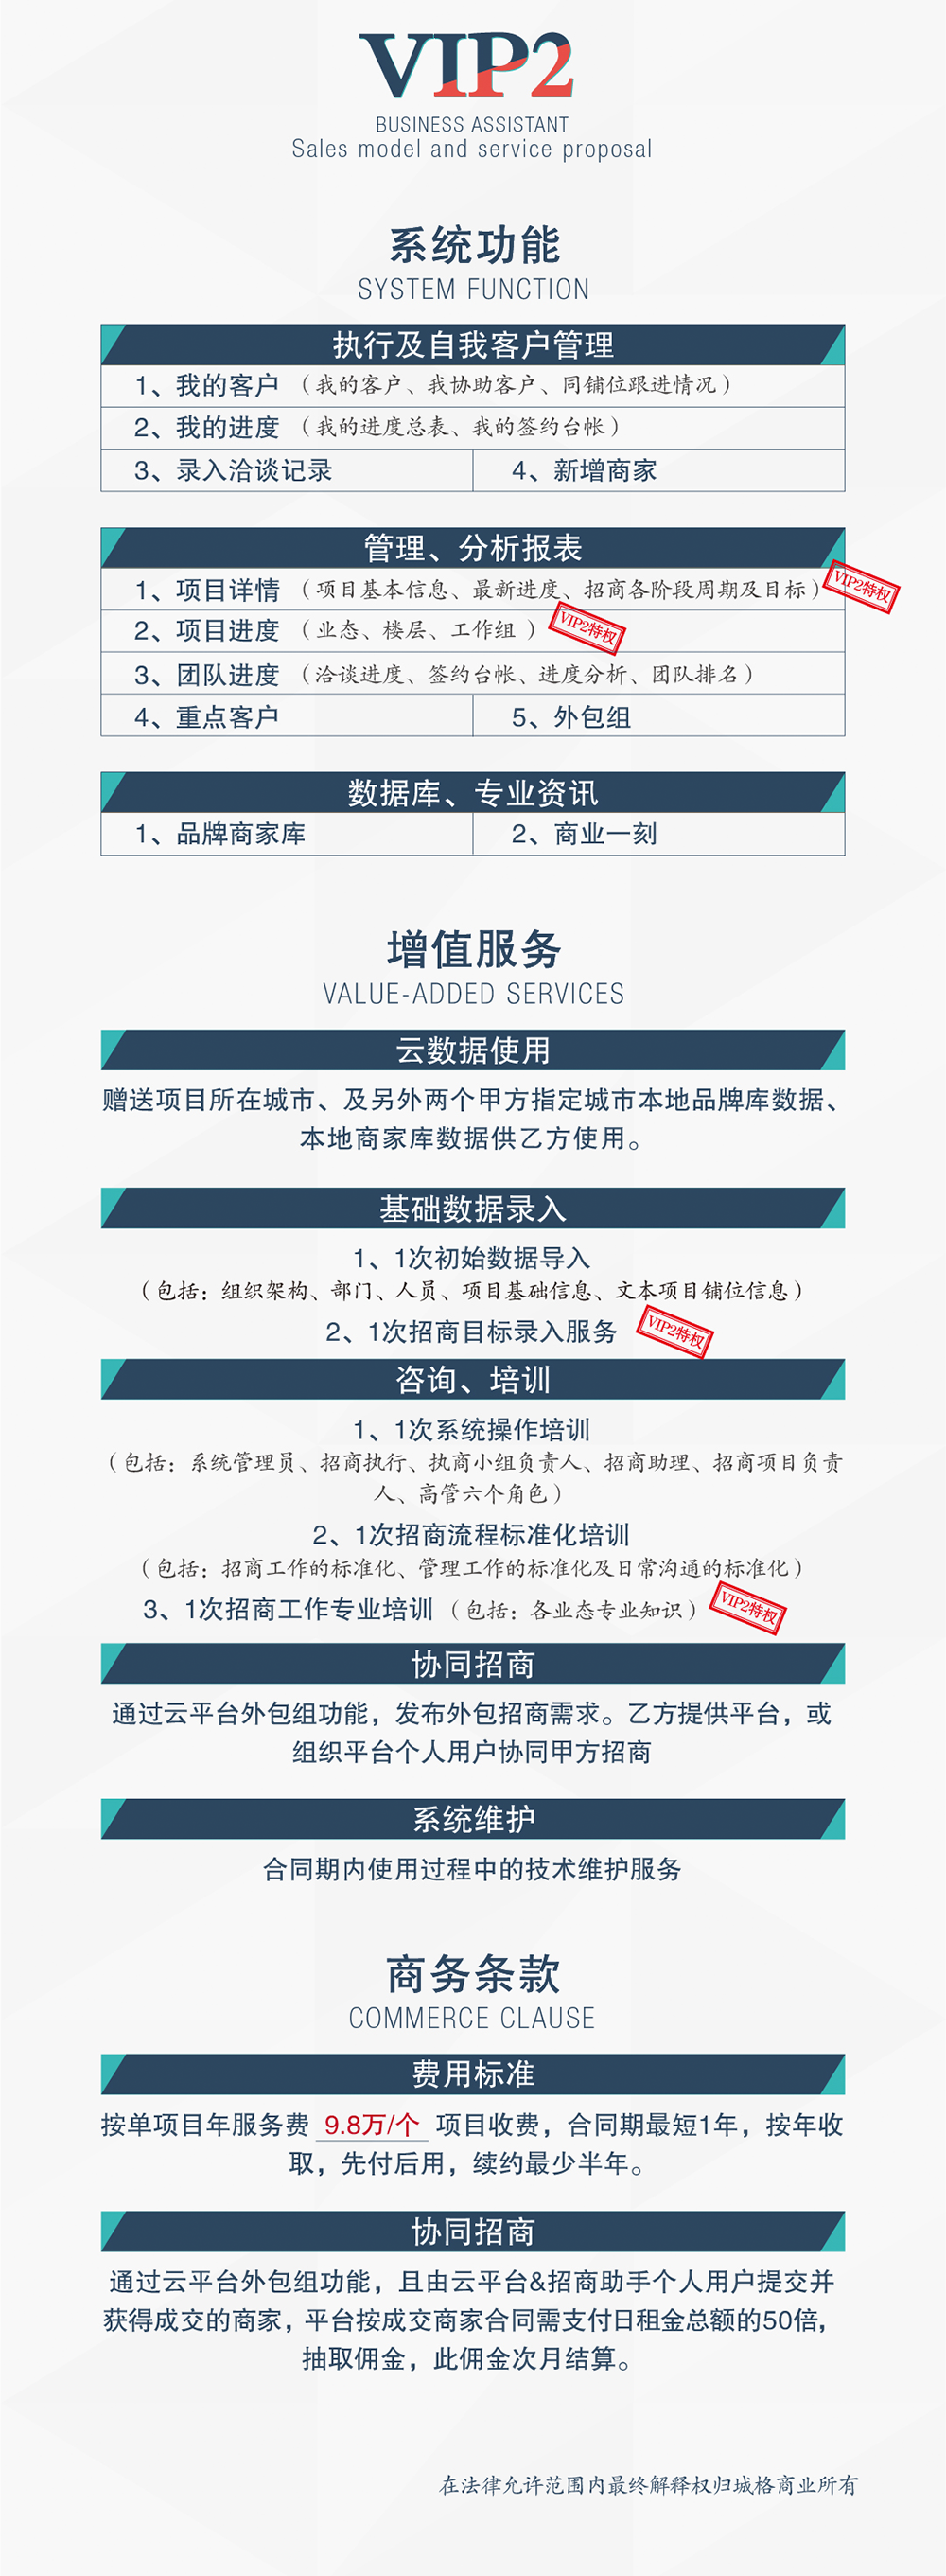 VIP2
BUSINESS ASSISTANT
Sales model and service proposal
系统功能
SYSTEM FUNCTION
执行及自我客户管理
1、我的客户 （我的客户、我协助客户、同铺位跟进情况）
2、我的进度 （我的进度总表、我的签约台帐）
3、录入洽谈记录 4、新增商家
管理、分析报表
1、项目详情 （项目基本信息、最新进度、招商各阶段周期及目标） VIP2特权
2、项目进度 （业态、楼层、工作组 ） VIP2特权
3、团队进度 （洽谈进度、签约台帐、进度分析、团队排名）
4、重点客户 5、外包组
数据库、专业资讯
1、品牌商家库 2、商业一刻
增值服务
VALUE-ADDED SERVICES
云数据使用
赠送项目所在城市、及另外两个甲方指定城市本地品牌库数据、
本地商家库数据供乙方使用。
基础数据录入
1、1次初始数据导入
（包括：组织架构、部门、人员、项目基础信息、文本项目铺位信息）
2、1次招商目标录入服务 VIP2特权
咨询、培训
1、1次系统操作培训
（包括：系统管理员、招商执行、执商小组负责人、招商助理、招商项目负责
人、高管六个角色）
2、1次招商流程标准化培训
（包括：招商工作的标准化、管理工作的标准化及日常沟通的标准化）
3、1次招商工作专业培训 （包括：各业态专业知识） VIP2特权
协同招商
通过云平台外包组功能，发布外包招商需求。乙方提供平台，或
组织平台个人用户协同甲方招商
系统维护
合同期内使用过程中的技术维护服务
商务条款
COMMERCE CLAUSE
费用标准
按单项目年服务费 9.8万/个 项目收费，合同期最短1年，按年收
取，先付后用，续约最少半年。
协同招商
通过云平台外包组功能，且由云平台&招商助手个人用户提交并
获得成交的商家，平台按成交商家合同需支付日租金总额的50倍，
抽取佣金，此佣金次月结算。
在法律允许范围内最终解释权归城格商业所有